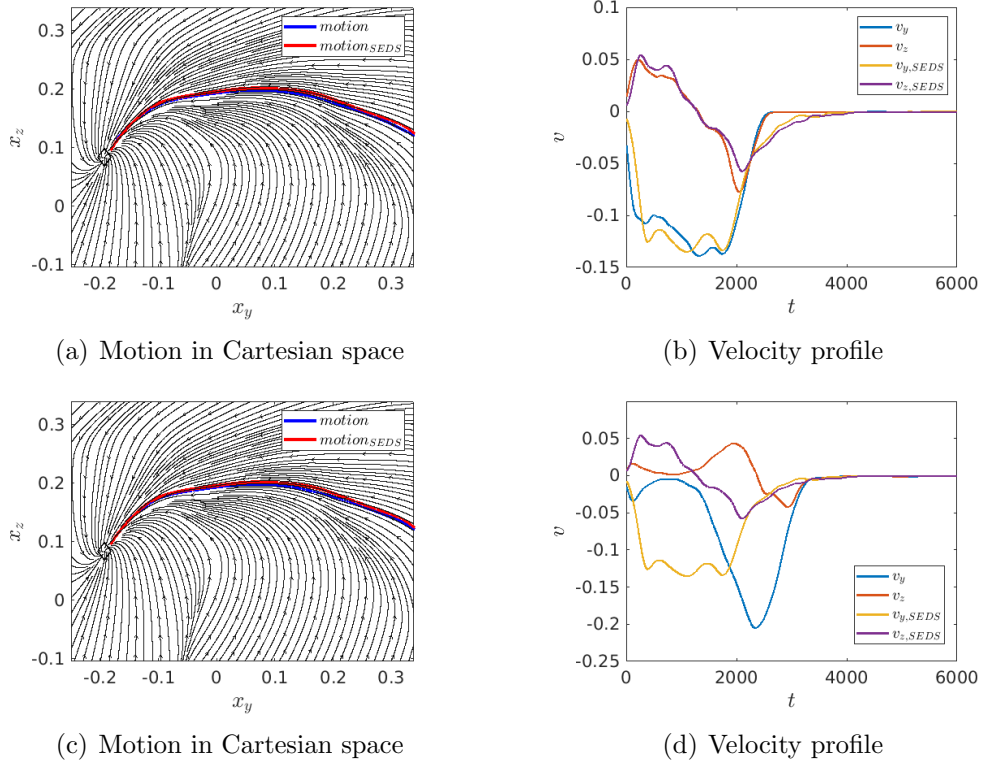 0.3
0.2
0.1
0
-0.1
x_z
motion
motion_SEDS
-0.2 -0.1 0 0.1 0.2 0.3
x_y
(a) Motion in Cartesian space
0.1
0.05
0
-0.05
-0.1
-0.15
v
v_y
v_z
v_y,SEDS
v_z,SEDS
0 2000 4000 6000
t
(b) Velocity profile
0.3
0.2
0.1
0
-0.1
x_z
motion
motion_SEDS
-0.2 -0.1 0 0.1 0.2 0.3
x_y
(c) Motion in Cartesian space
0.05
0
-0.05
-0.1
-0.15
-0.2
-0.25
v
v_y
v_z
v_y,SEDS
v_z,SEDS
0 2000 4000 6000
t
(d) Velocity profile